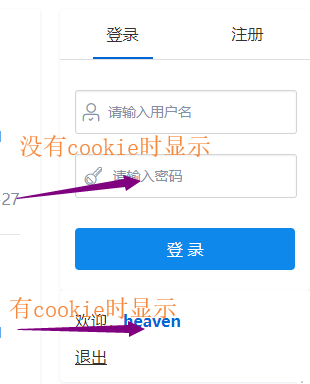 登录 注册
请输入用户名
没有cookie时显示
请输入密码
27
登 录
有cookie时显示
欢迎 heaven
退出